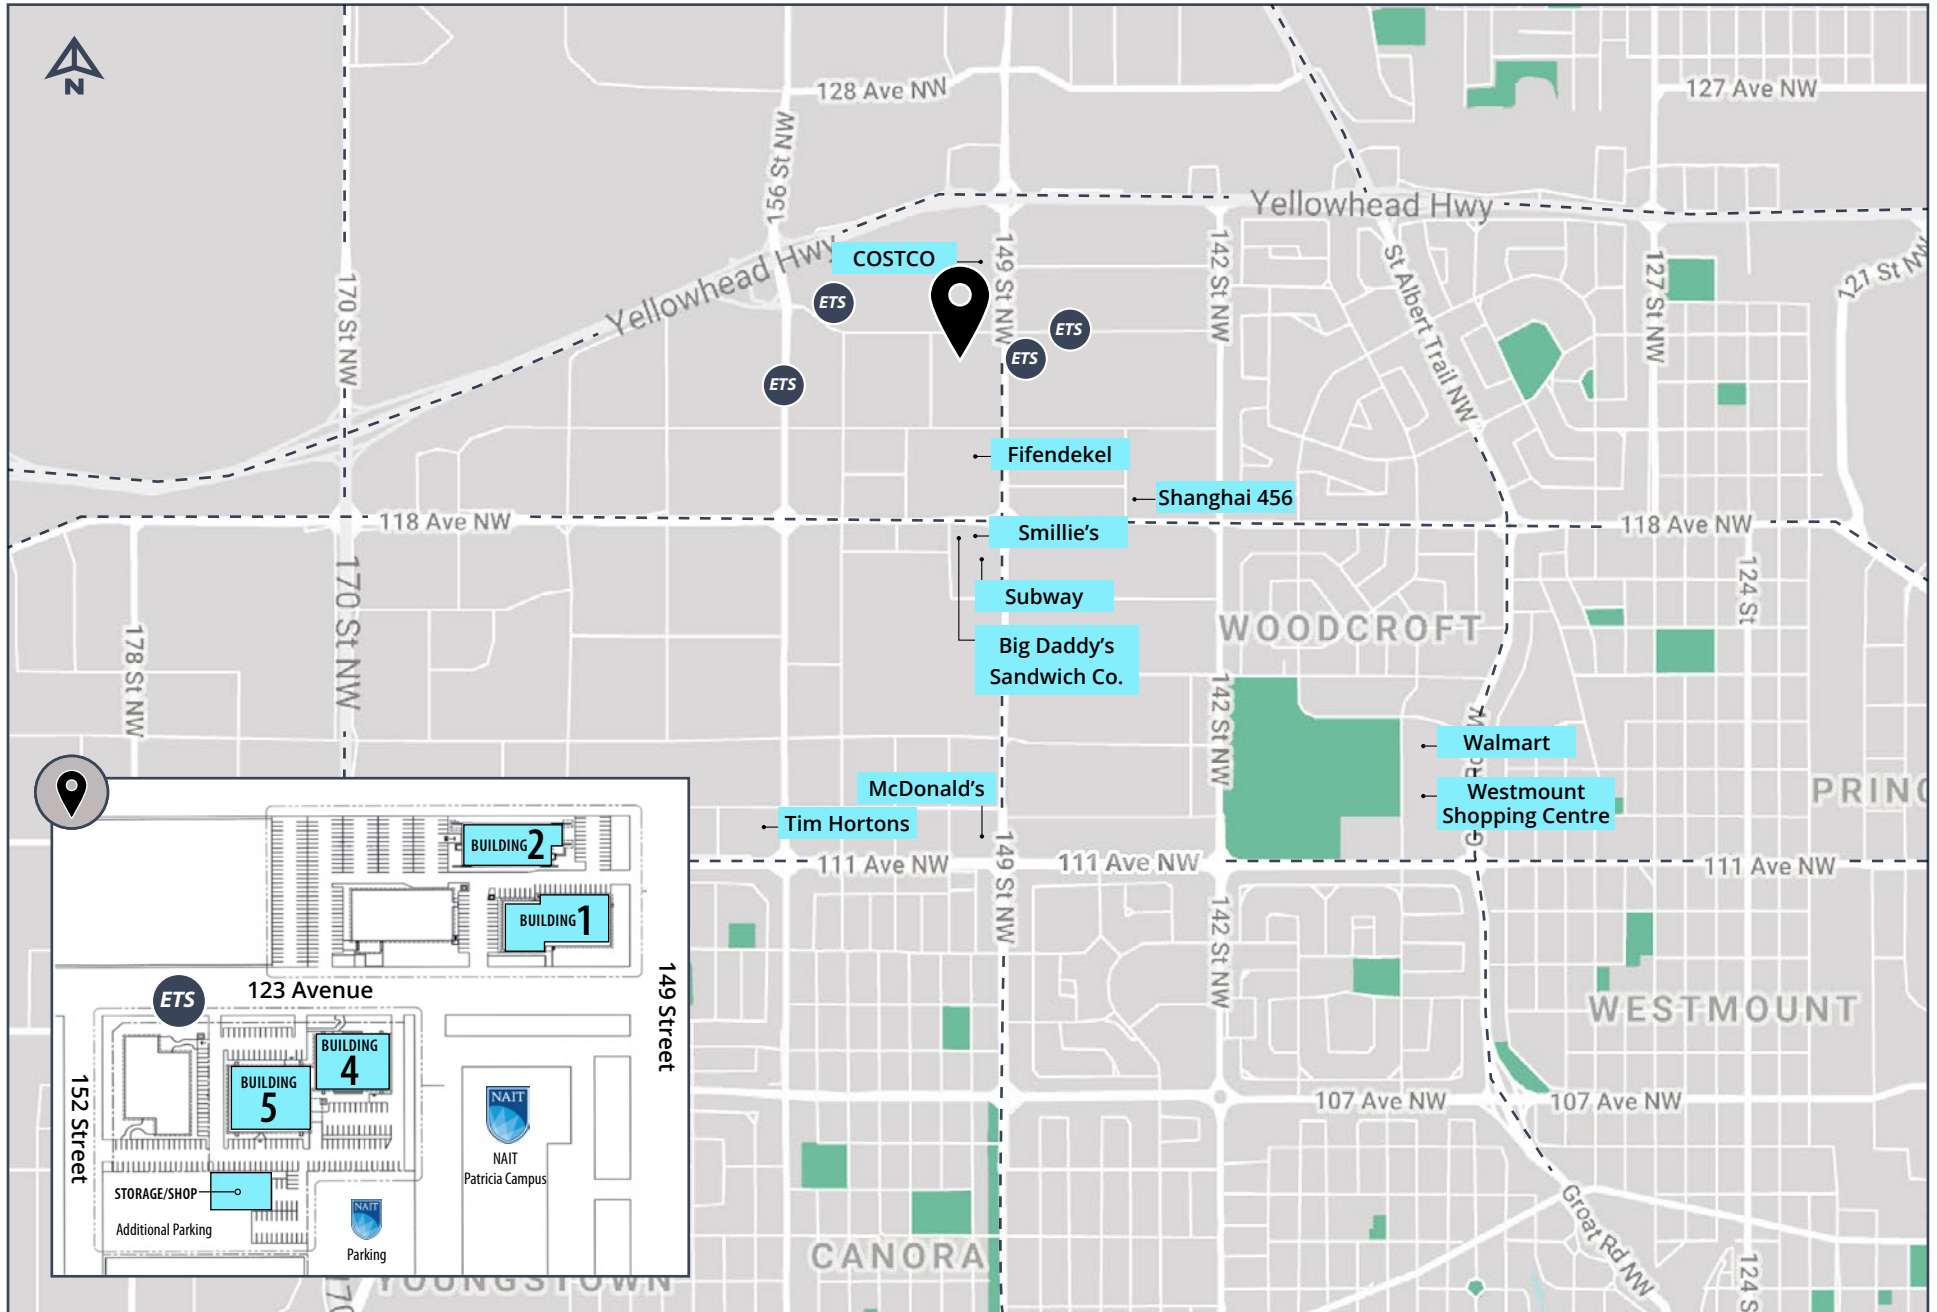 N
128 Ave NW
127 Ave NW
156 St NW
Yellowhead Hwy
Yellowhead Hwy
COSTCO
149 St NW
142 St NW
St Albert Trail NW
127 St NW
127 St NW
170 St NW
ETS
ETS
ETS
ETS
Fifendekel
Shanghai 456
118 Ave NW
118 Ave NW
Smillie's
Subway
Big Daddy's
Sandwich Co.
170 St NW
178 St NW
WOODCROFT
124 St
142 St NW
Walmart
Westmount
Shopping Centre
PRINC
McDonald's
Tim Hortons
111 Ave NW
111 Ave NW
111 Ave NW
149 St NW
142 St NW
WESTMOUNT
107 Ave NW
107 Ave NW
Groat Rd NW
124 S
CANORA
YOUNGSTOWN
170
BUILDING 2
BUILDING 1
123 Avenue
149 Street
ETS
BUILDING
4
BUILDING
5
152 Street
NAIT
NAIT
Patricia Campus
STORAGE/SHOP
Additional Parking
NAIT
Parking